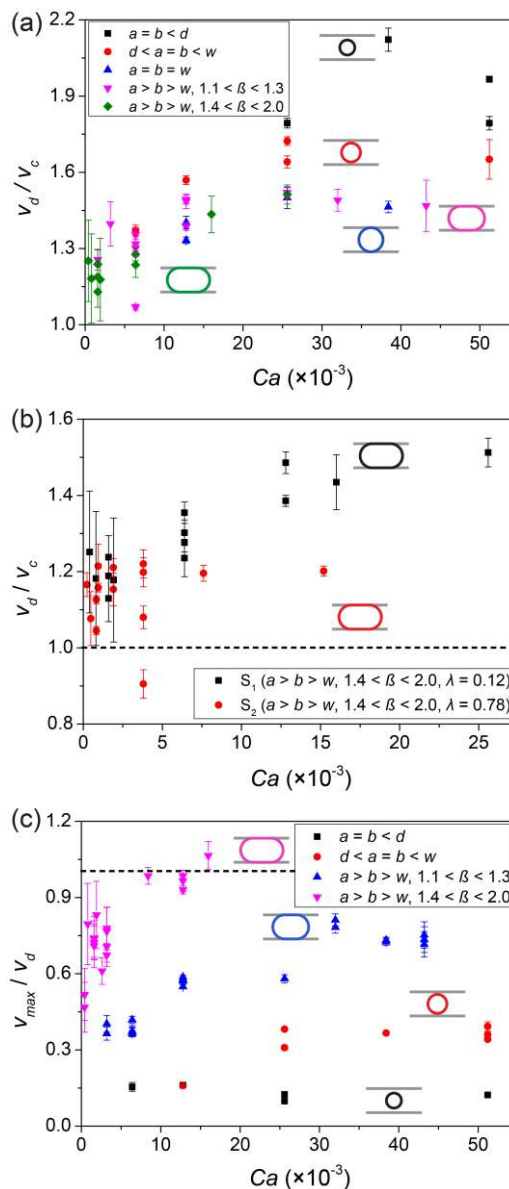 (a)
2.2
1.9
1.6
1.3
1.0
v_d / v_c
a = b < d
d < a = b < w
a = b = w
a > b > w, 1.1 < ß < 1.3
a > b > w, 1.4 < ß < 2.0
0 10 20 30 40 50
Ca (×10⁻³)
(b)
1.6
1.4
1.2
1.0
0.8
v_d / v_c
S₁ (a > b > w, 1.4 < ß < 2.0, λ = 0.12)
S₂ (a > b > w, 1.4 < ß < 2.0, λ = 0.78)
0 5 10 15 20 25
Ca (×10⁻³)
(c)
1.2
0.9
0.6
0.3
0.0
v_max / v_d
a = b < d
d < a = b < w
a > b > w, 1.1 < ß < 1.3
a > b > w, 1.4 < ß < 2.0
0 10 20 30 40 50
Ca (×10⁻³)